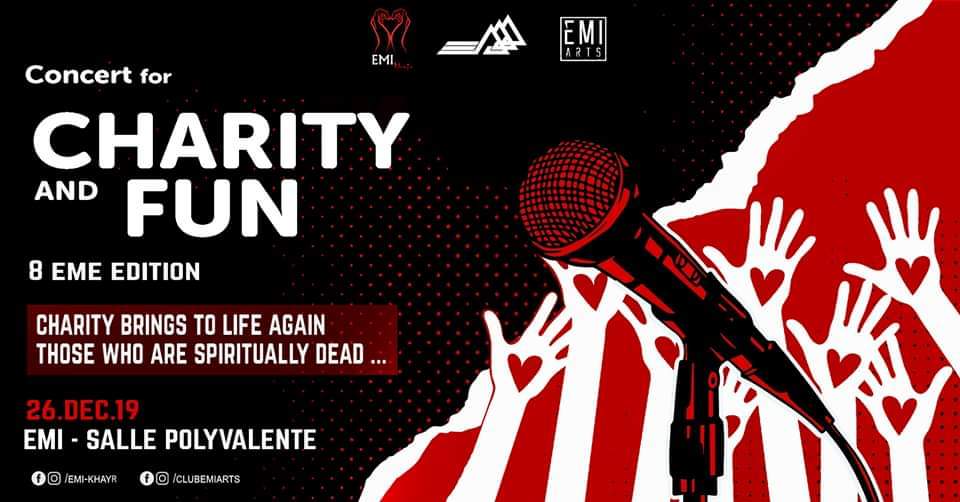 EMI
EMI
ARTS
Concert for
CHARITY
AND FUN
8 EME EDITION
CHARITY BRINGS TO LIFE AGAIN
THOSE WHO ARE SPIRITUALLY DEAD ...
26.DEC.19
EMI - SALLE POLYVALENTE
/EMI-KHAYR /CLUBEMIARTS